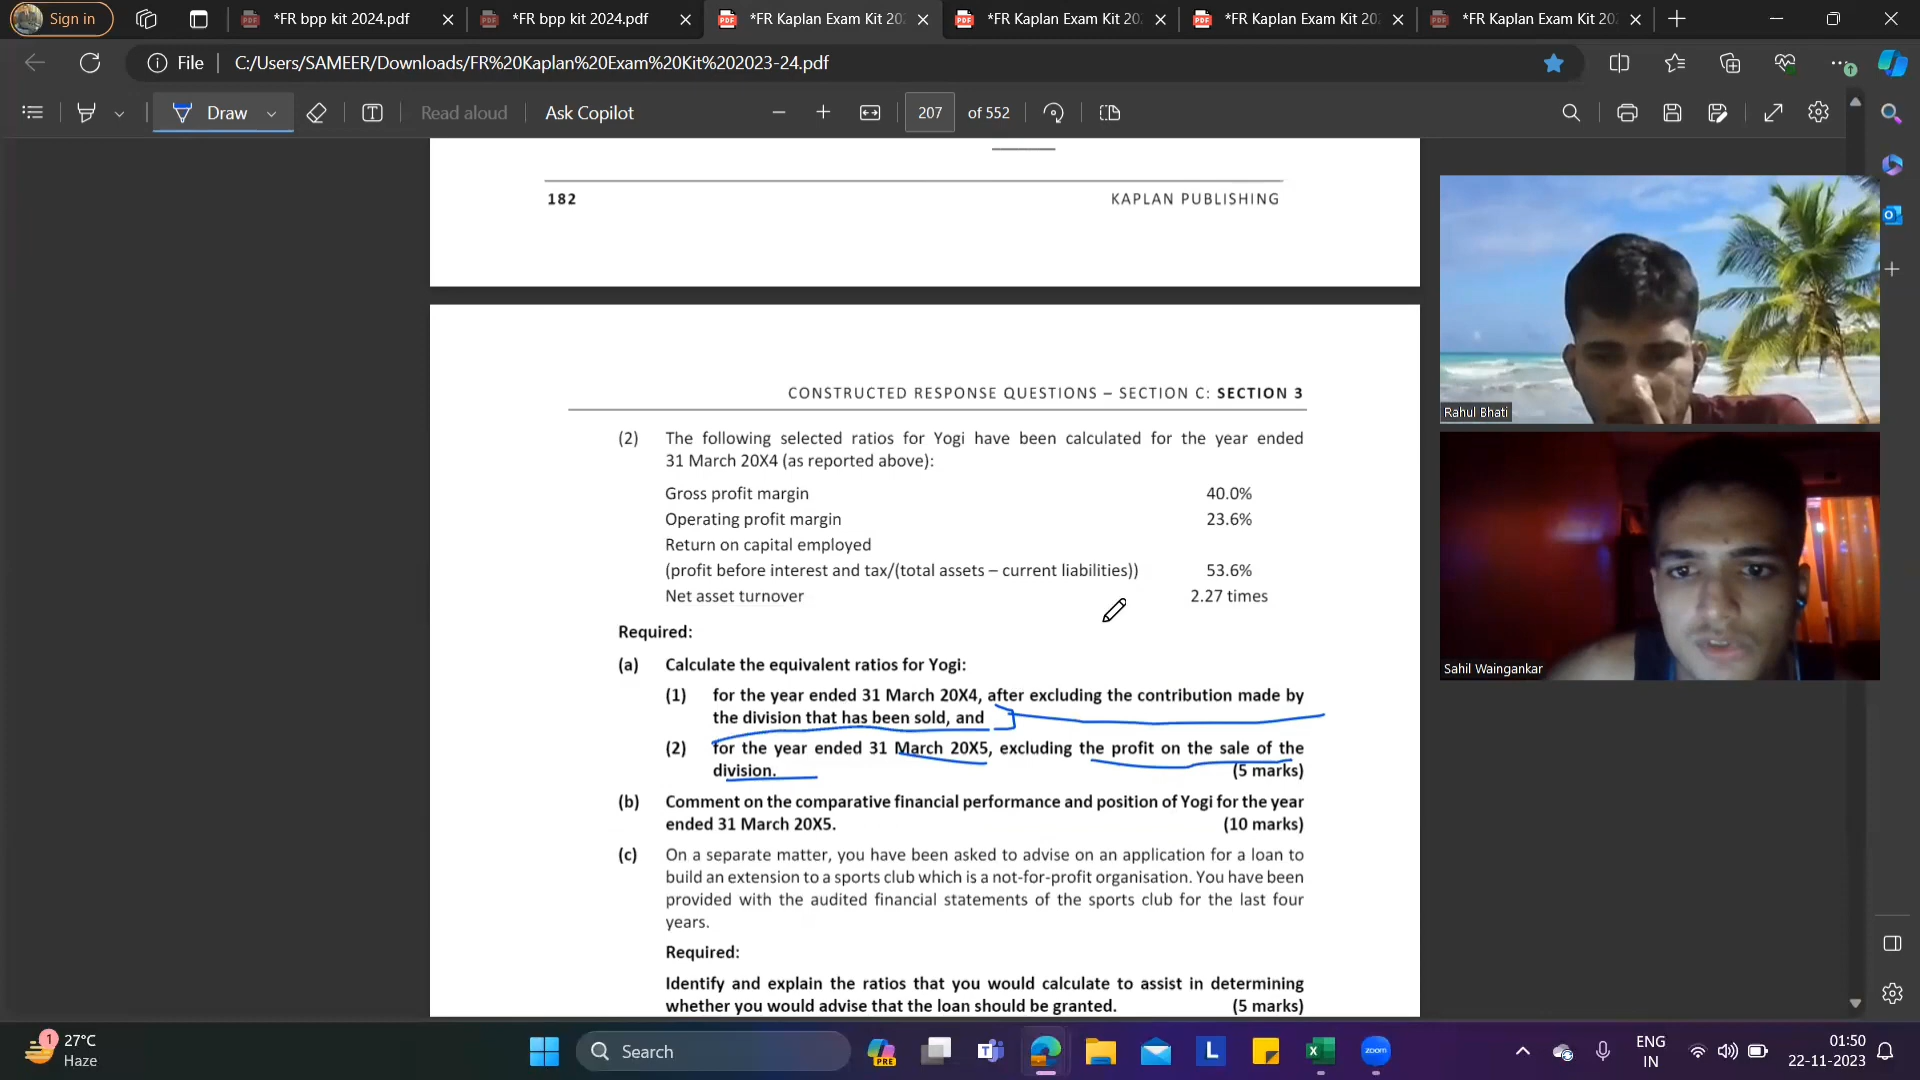 Sign in
*FR bpp kit 2024.pdf
*FR bpp kit 2024.pdf
*FR Kaplan Exam Kit 202
*FR Kaplan Exam Kit 202
*FR Kaplan Exam Kit 202
*FR Kaplan Exam Kit 202
File
C:/Users/SAMEER/Downloads/FR%20Kaplan%20Exam%20Kit%202023-24.pdf
Draw
Read aloud
Ask Copilot
207
of 552
182
KAPLAN PUBLISHING
CONSTRUCTED RESPONSE QUESTIONS – SECTION C: SECTION 3
(2) The following selected ratios for Yogi have been calculated for the year ended
31 March 20X4 (as reported above):
Gross profit margin 40.0%
Operating profit margin 23.6%
Return on capital employed
(profit before interest and tax/(total assets – current liabilities)) 53.6%
Net asset turnover 2.27 times
Required:
(a) Calculate the equivalent ratios for Yogi:
(1) for the year ended 31 March 20X4, after excluding the contribution made by
the division that has been sold, and
(2) for the year ended 31 March 20X5, excluding the profit on the sale of the
division. (5 marks)
(b) Comment on the comparative financial performance and position of Yogi for the year
ended 31 March 20X5. (10 marks)
(c) On a separate matter, you have been asked to advise on an application for a loan to
build an extension to a sports club which is a not-for-profit organisation. You have been
provided with the audited financial statements of the sports club for the last four
years.
Required:
Identify and explain the ratios that you would calculate to assist in determining
whether you would advise that the loan should be granted. (5 marks)
Rahul Bhati
Sahil Waingankar
1
27°C
Haze
Search
PRE
L
zoom
ENG
IN
01:50
22-11-2023